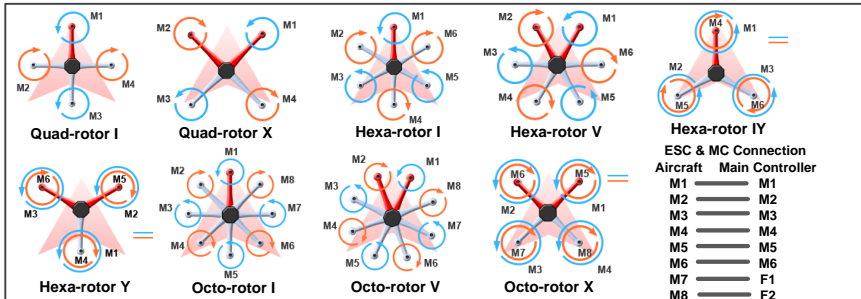 M1
M2
M4
M3
Quad-rotor I
M2
M1
M3
M4
Quad-rotor X
M1
M2
M6
M3
M5
M4
Hexa-rotor I
M2
M1
M3
M6
M4
M5
Hexa-rotor V
M4
M1
M2
M3
M5
M6
Hexa-rotor IY
M6
M5
M3
M2
M4
M1
Hexa-rotor Y
M1
M2
M8
M3
M7
M4
M6
M5
Octo-rotor I
M2
M1
M3
M8
M4
M7
M5
M6
Octo-rotor V
M6
M5
M2
M1
M7
M8
M3
M4
Octo-rotor X
ESC & MC Connection
Aircraft Main Controller
M1 M1
M2 M2
M3 M3
M4 M4
M5 M5
M6 M6
M7 F1
M8 F2